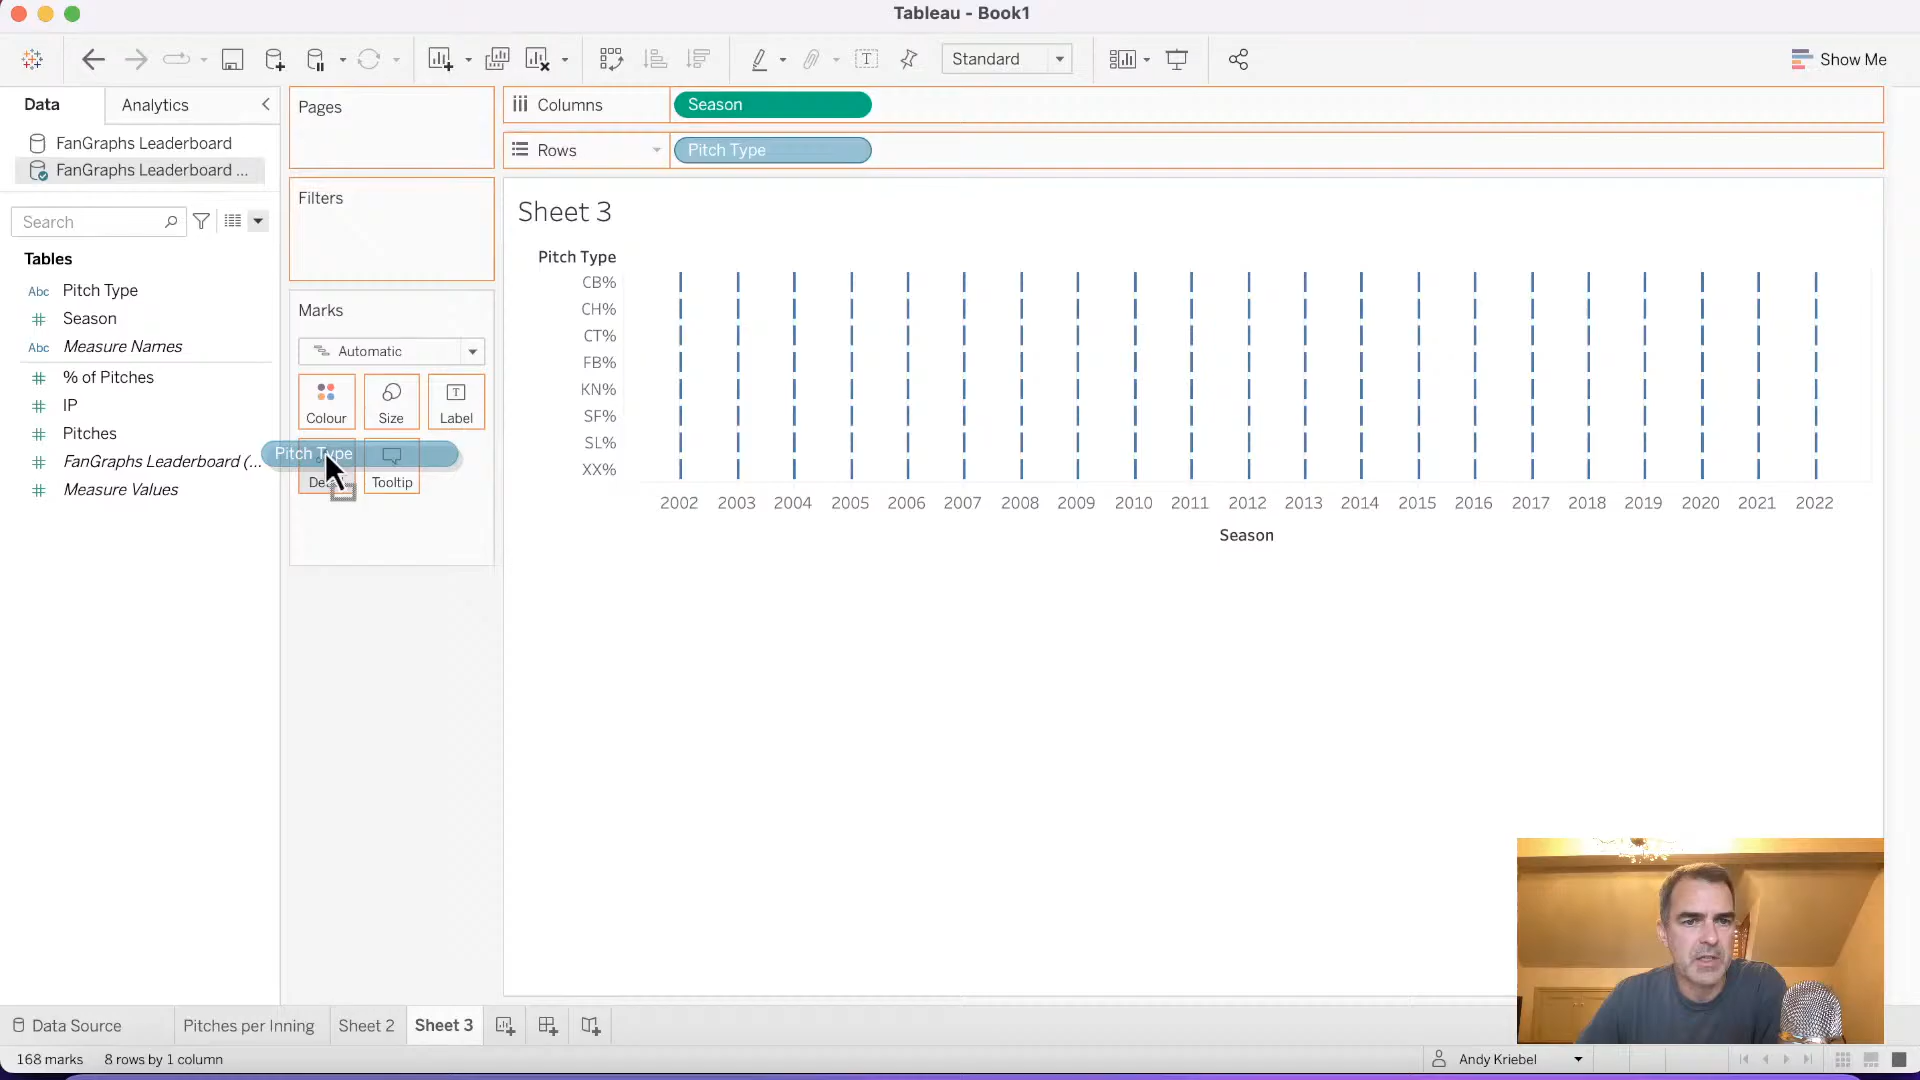 Tableau - Book1
Standard
Show Me
Data
Analytics
Pages
Columns
Season
FanGraphs Leaderboard
Rows
Pitch Type
FanGraphs Leaderboard ...
Filters
Sheet 3
Search
Tables
Pitch Type
CB%
Abc Pitch Type
Marks
CH%
# Season
CT%
Abc Measure Names
Automatic
FB%
# % of Pitches
KN%
# IP
Colour
Size
Label
SF%
# Pitches
SL%
Pitch Type
# FanGraphs Leaderboard (...
XX%
Tooltip
# Measure Values
2002 2003 2004 2005 2006 2007 2008 2009 2010 2011 2012 2013 2014 2015 2016 2017 2018 2019 2020 2021 2022
Season
Data Source
Pitches per Inning
Sheet 2
Sheet 3
168 marks
8 rows by 1 column
Andy Kriebel